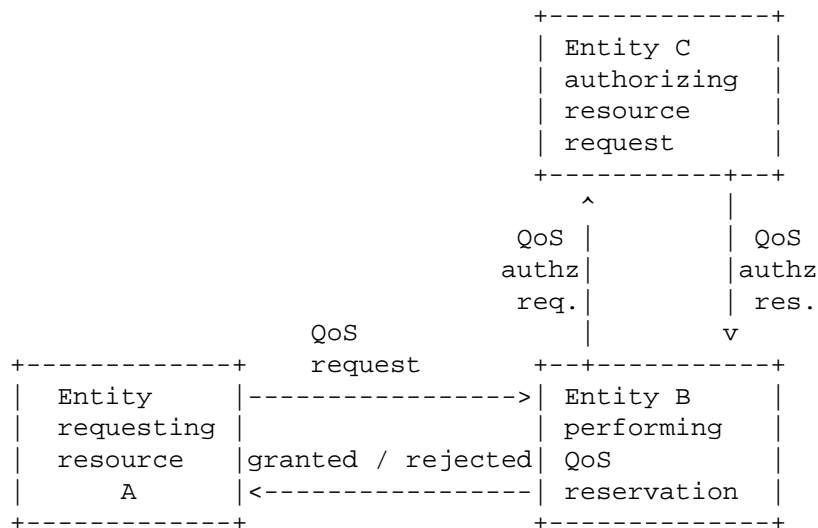 Entity C
authorizing
resource
request
QoS QoS
authz authz
req. res.
QoS
request
Entity Entity B
requesting performing
resource granted / rejected QoS
A reservation